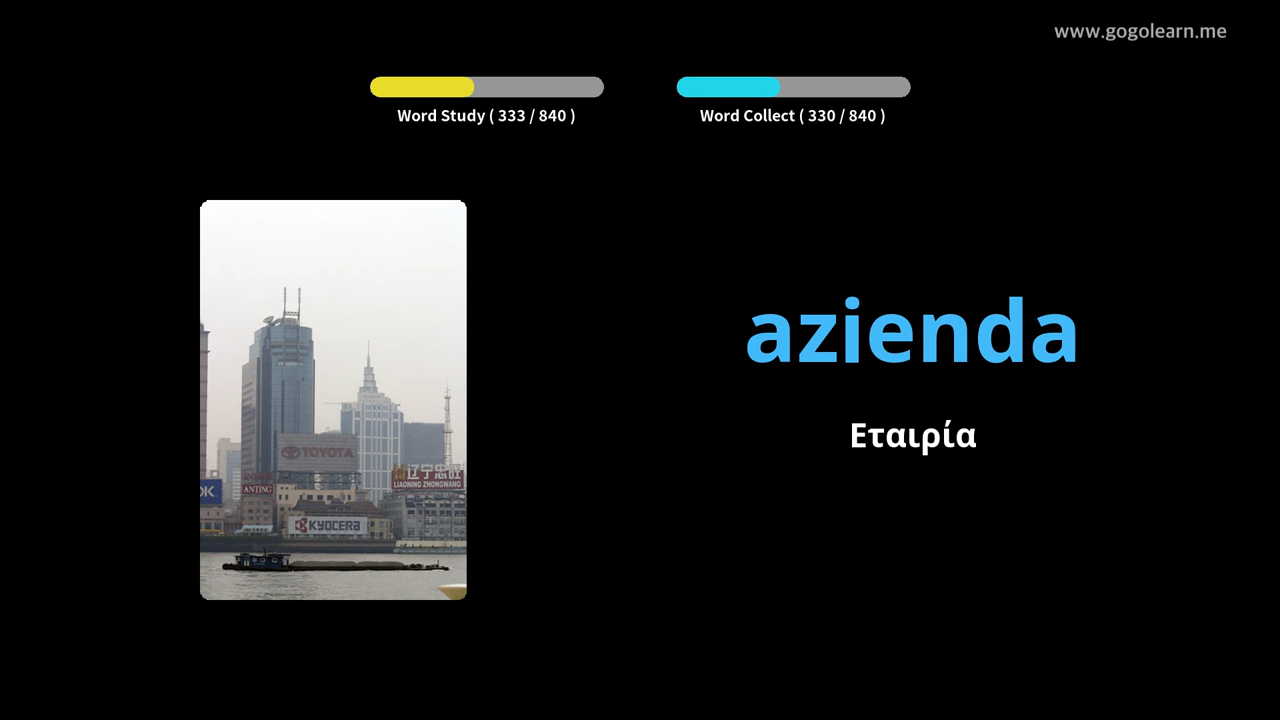 www.gogolearn.me
Word Study ( 333 / 840 )
Word Collect ( 330 / 840 )
azienda
Εταιρία
TOYOTA
辽宁忠旺
LIAONING ZHONGWANG
OK
ANTING
KYOCERA